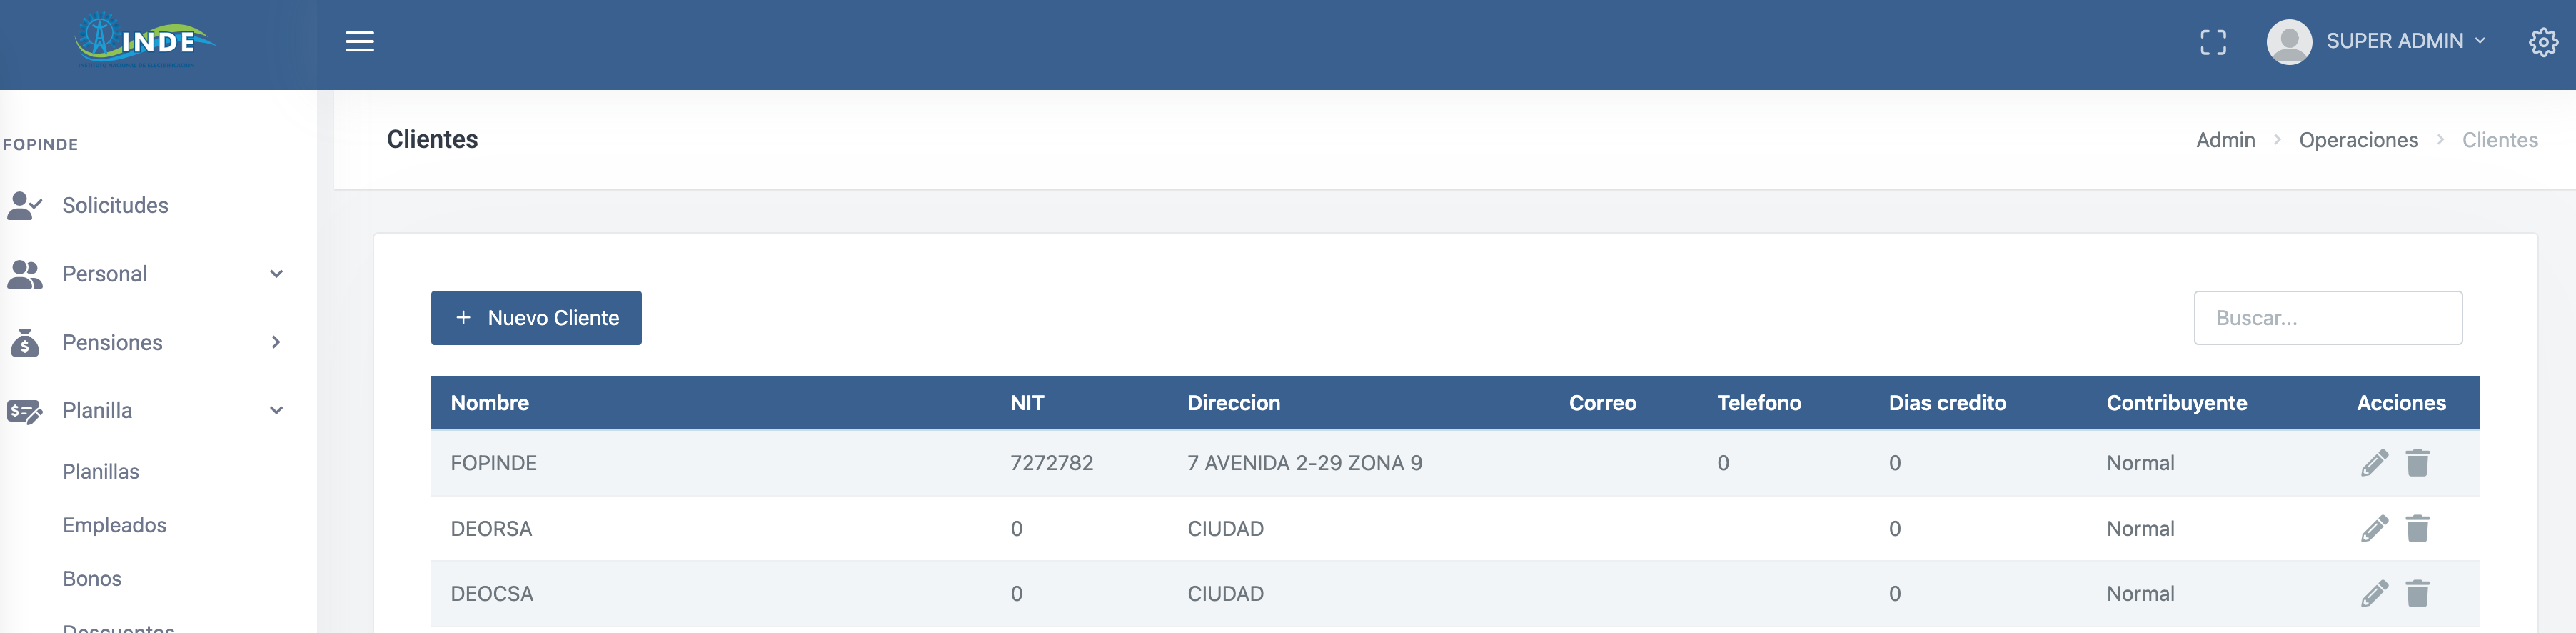 INDE
SUPER ADMIN
FOPINDE
Solicitudes
Personal
Pensiones
Planilla
Planillas
Empleados
Bonos
Descuentos
Clientes
Admin > Operaciones > Clientes
+ Nuevo Cliente
Buscar...
Nombre NIT Direccion Correo Telefono Dias credito Contribuyente Acciones
FOPINDE 7272782 7 AVENIDA 2-29 ZONA 9 0 0 Normal
DEORSA 0 CIUDAD 0 Normal
DEOCSA 0 CIUDAD 0 Normal